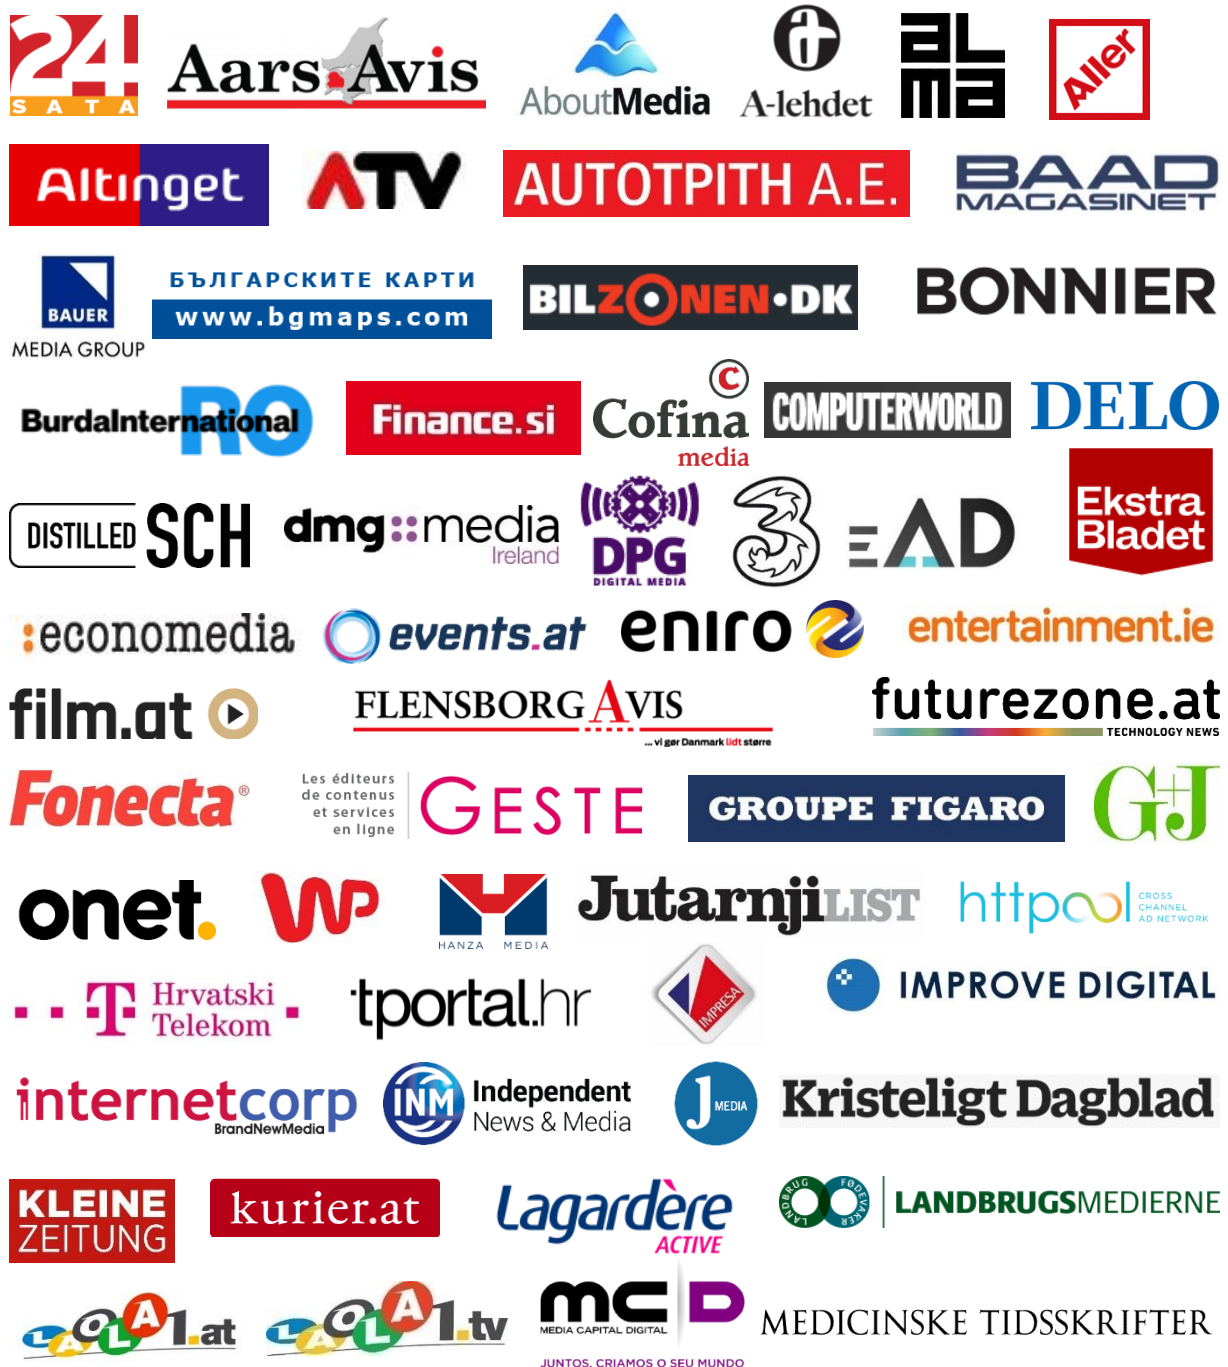 24
SATA
Aars Avis
AboutMedia
A-lehdet
aLma
Aller
Altinget
ATV
AUTOTPITH A.E.
BAAD
MAGASINET
BAUER
MEDIA GROUP
БЪЛГАРСКИТЕ КАРТИ
www.bgmaps.com
BILZONEN•DK
BONNIER
BurdaInternational
RO
Finance.si
C
Cofina
media
COMPUTERWORLD
DELO
DISTILLED SCH
dmg::media
Ireland
DPG
DIGITAL MEDIA
3
EAD
Ekstra
Bladet
:economedia
events.at
eniro
entertainment.ie
film.at
FLENSBORG AVIS
... vi gør Danmark lidt større
futurezone.at
TECHNOLOGY NEWS
Fonecta®
Les éditeurs
de contenus
et services
en ligne
GESTE
GROUPE FIGARO
G+J
onet.
WP
HANZA MEDIA
Jutarnji LIST
httpool
CROSS
CHANNEL
AD NETWORK
T
Hrvatski
Telekom
tportal.hr
IMPRESA
IMPROVE DIGITAL
internetcorp
BrandNewMedia
INM
Independent
News & Media
J MEDIA
Kristeligt Dagblad
KLEINE
ZEITUNG
kurier.at
Lagardère
ACTIVE
LANDBRUG FØDEVARER
LANDBRUGSMEDIERNE
LAOLA1.at
LAOLA1.tv
MCD
MEDIA CAPITAL DIGITAL
JUNTOS, CRIAMOS O SEU MUNDO
MEDICINSKE TIDSSKRIFTER